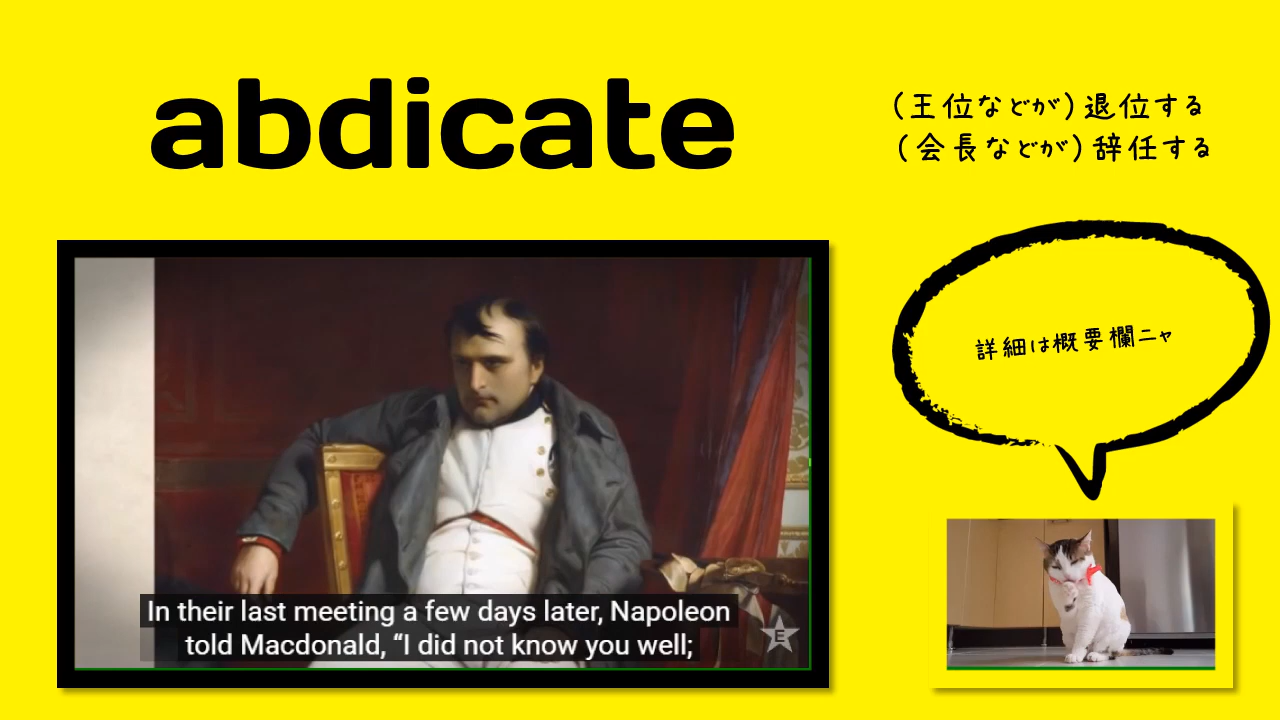 abdicate
（王位などが）退位する
（会長などが）辞任する
詳細は概要欄ニャ
In their last meeting a few days later, Napoleon
told Macdonald, “I did not know you well;
E